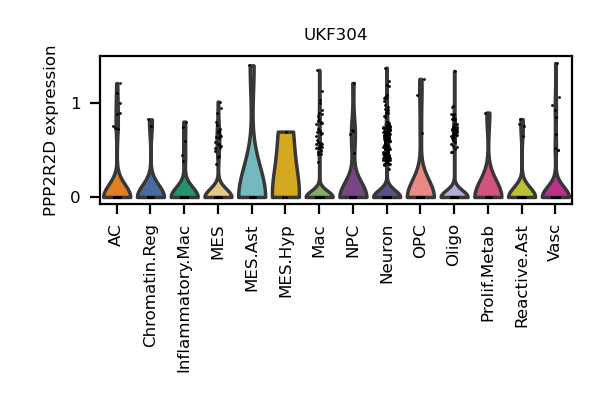 UKF304
PPP2R2D expression
1
0
AC
Chromatin.Reg
Inflammatory.Mac
MES
MES.Ast
MES.Hyp
Mac
NPC
Neuron
OPC
Oligo
Prolif.Metab
Reactive.Ast
Vasc